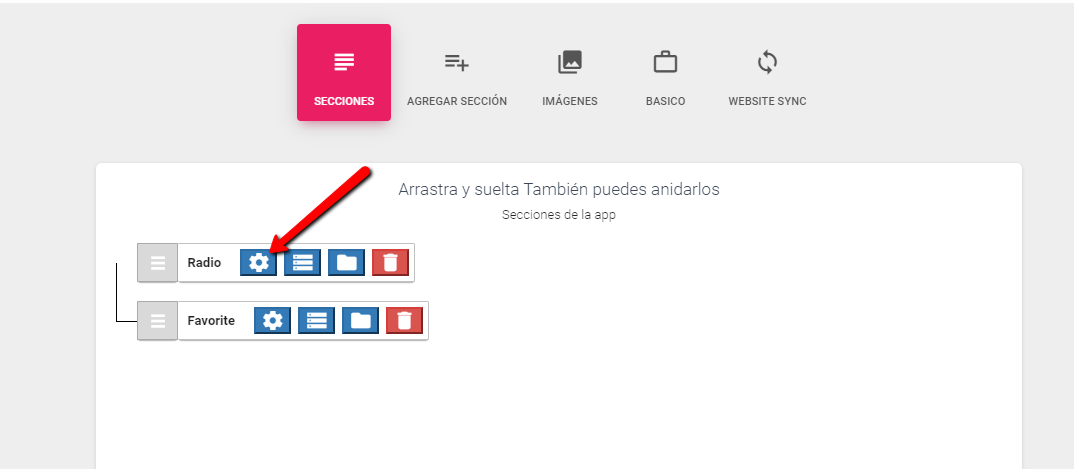 SECCIONES
AGREGAR SECCIÓN
IMÁGENES
BASICO
WEBSITE SYNC
Arrastra y suelta También puedes anidarlos
Secciones de la app
Radio
Favorite